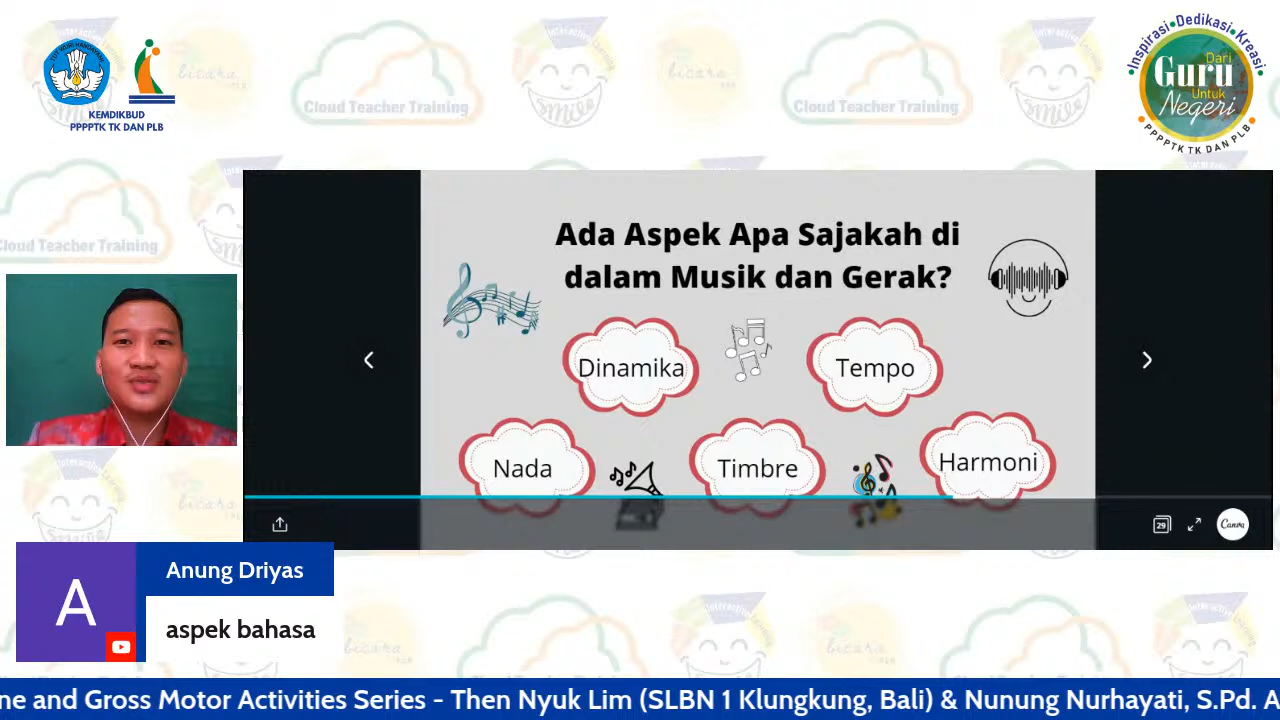 KEMDIKBUD
PPPPTK TK DAN PLB
Cloud Teacher Training
Cloud Teacher Training
Inspirasi • Dedikasi • Kreasi
Dari
Guru
Untuk
Negeri
PPPPTK TK DAN PLB
Cloud Teacher Training
Ada Aspek Apa Sajakah di
dalam Musik dan Gerak?
Dinamika
Tempo
Nada
Timbre
Harmoni
29
Canva
A
Anung Driyas
aspek bahasa
ne and Gross Motor Activities Series - Then Nyuk Lim (SLBN 1 Klungkung, Bali) & Nunung Nurhayati, S.Pd. A